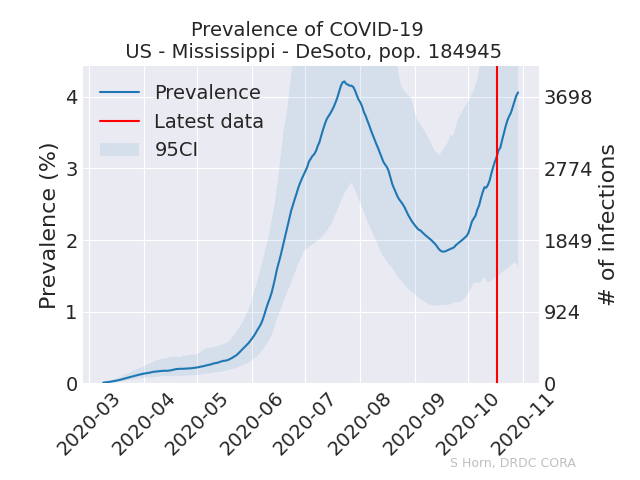 Prevalence of COVID-19
US - Mississippi - DeSoto, pop. 184945
Prevalence
Latest data
95CI
Prevalence (%)
4
3
2
1
0
3698
2774
1849
924
0
# of infections
2020-03
2020-04
2020-05
2020-06
2020-07
2020-08
2020-09
2020-10
2020-11
S Horn, DRDC CORA